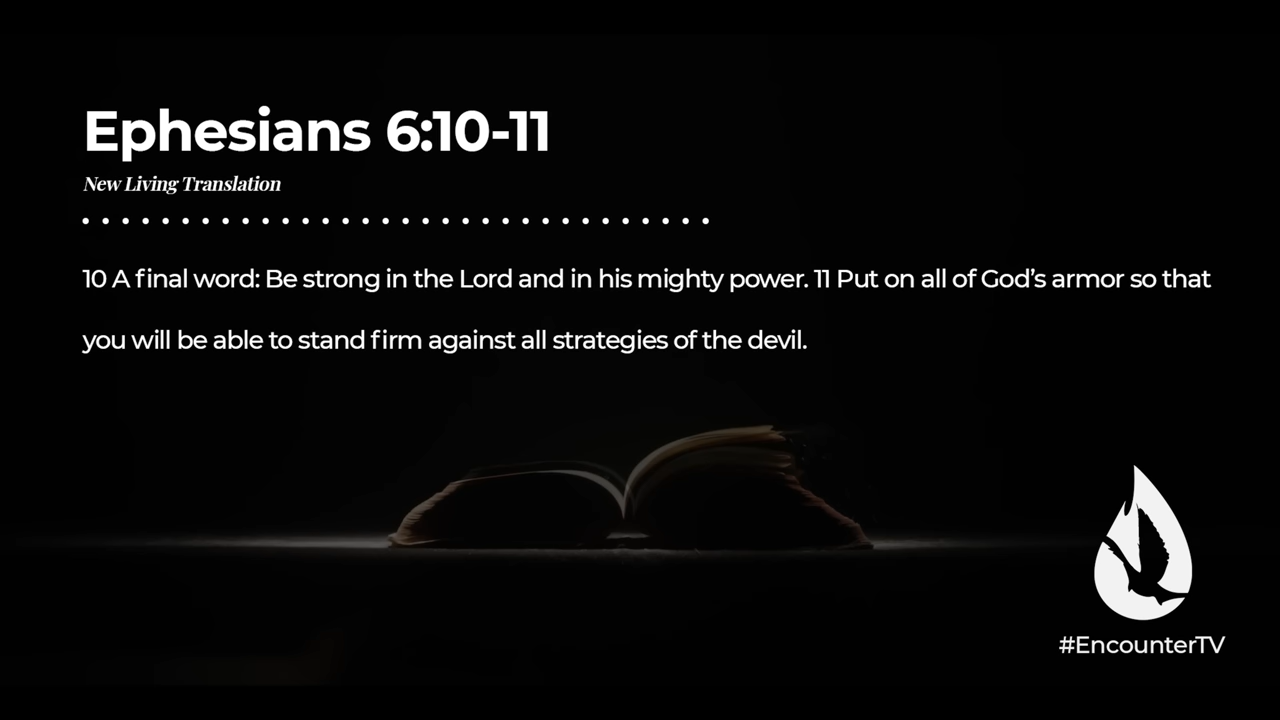 Ephesians 6:10-11
New Living Translation
10 A final word: Be strong in the Lord and in his mighty power. 11 Put on all of God’s armor so that
you will be able to stand firm against all strategies of the devil.
#EncounterTV